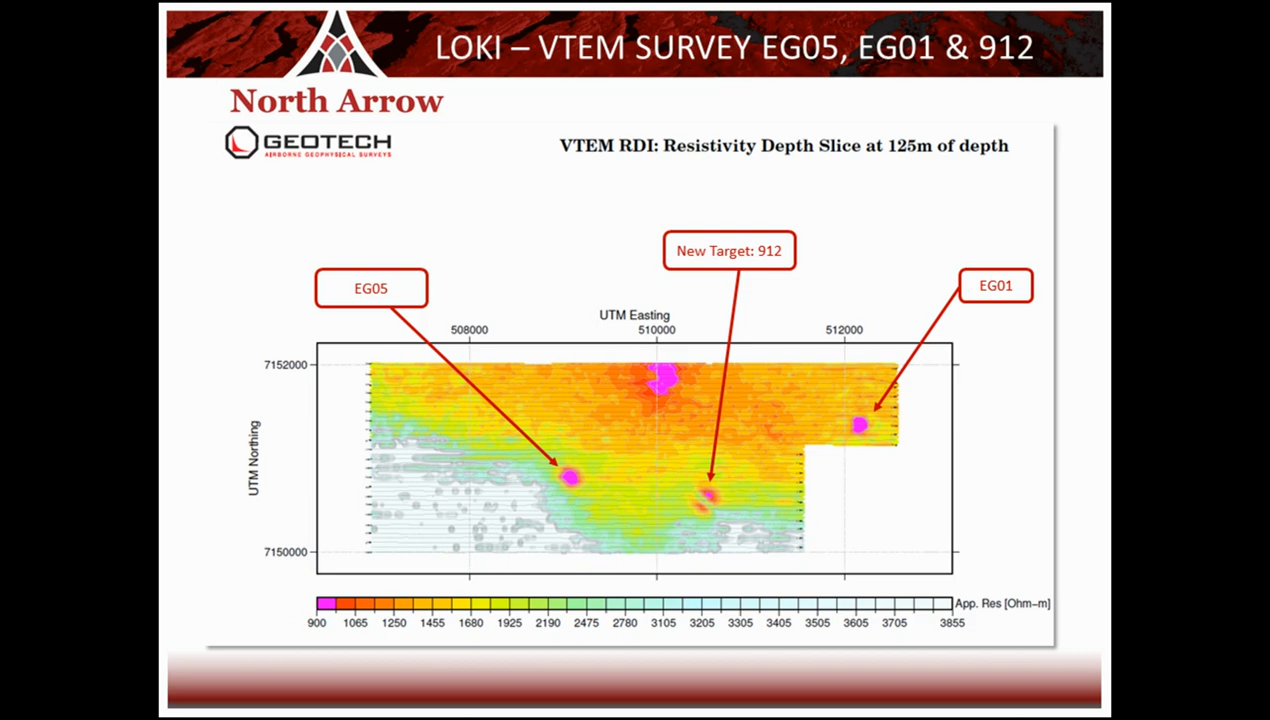 LOKI – VTEM SURVEY EG05, EG01 & 912
North Arrow
GEOTECH
AIRBORNE GEOPHYSICAL SURVEYS
VTEM RDI: Resistivity Depth Slice at 125m of depth
New Target: 912
EG05
EG01
UTM Easting
508000 510000 512000
7152000
UTM Northing
7150000
App. Res [Ohm-m]
900 1065 1250 1455 1680 1925 2190 2475 2780 3105 3205 3305 3405 3505 3605 3705 3855